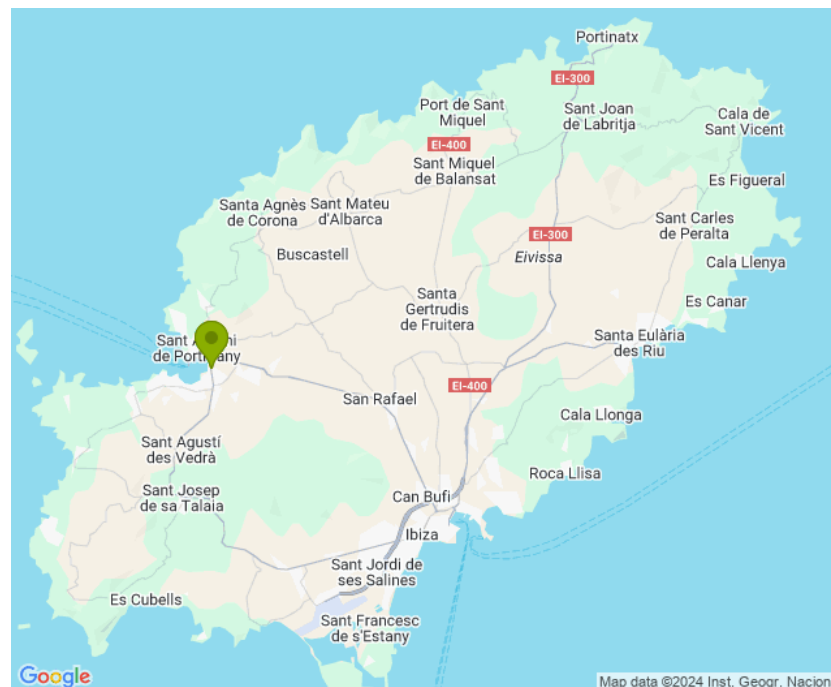 Portinatx
EI-300
Port de Sant
Miquel
Sant Joan
de Labritja
Cala de
Sant Vicent
EI-400
Sant Miquel
de Balansat
Es Figueral
Santa Agnès
de Corona
Sant Mateu
d'Albarca
Sant Carles
de Peralta
EI-300
Buscastell
Eivissa
Cala Llenya
Santa
Gertrudis
de Fruitera
Es Canar
Sant
de
Santa Eulària
des Riu
EI-400
San Rafael
Cala Llonga
Sant Agustí
des Vedrà
Roca Llisa
Sant Josep
de sa Talaia
Can Bufi
Ibiza
Sant Jordi de
ses Salines
Es Cubells
Sant Francesc
de s'Estany
Google
Map data ©2024 Inst. Geogr. Nacion